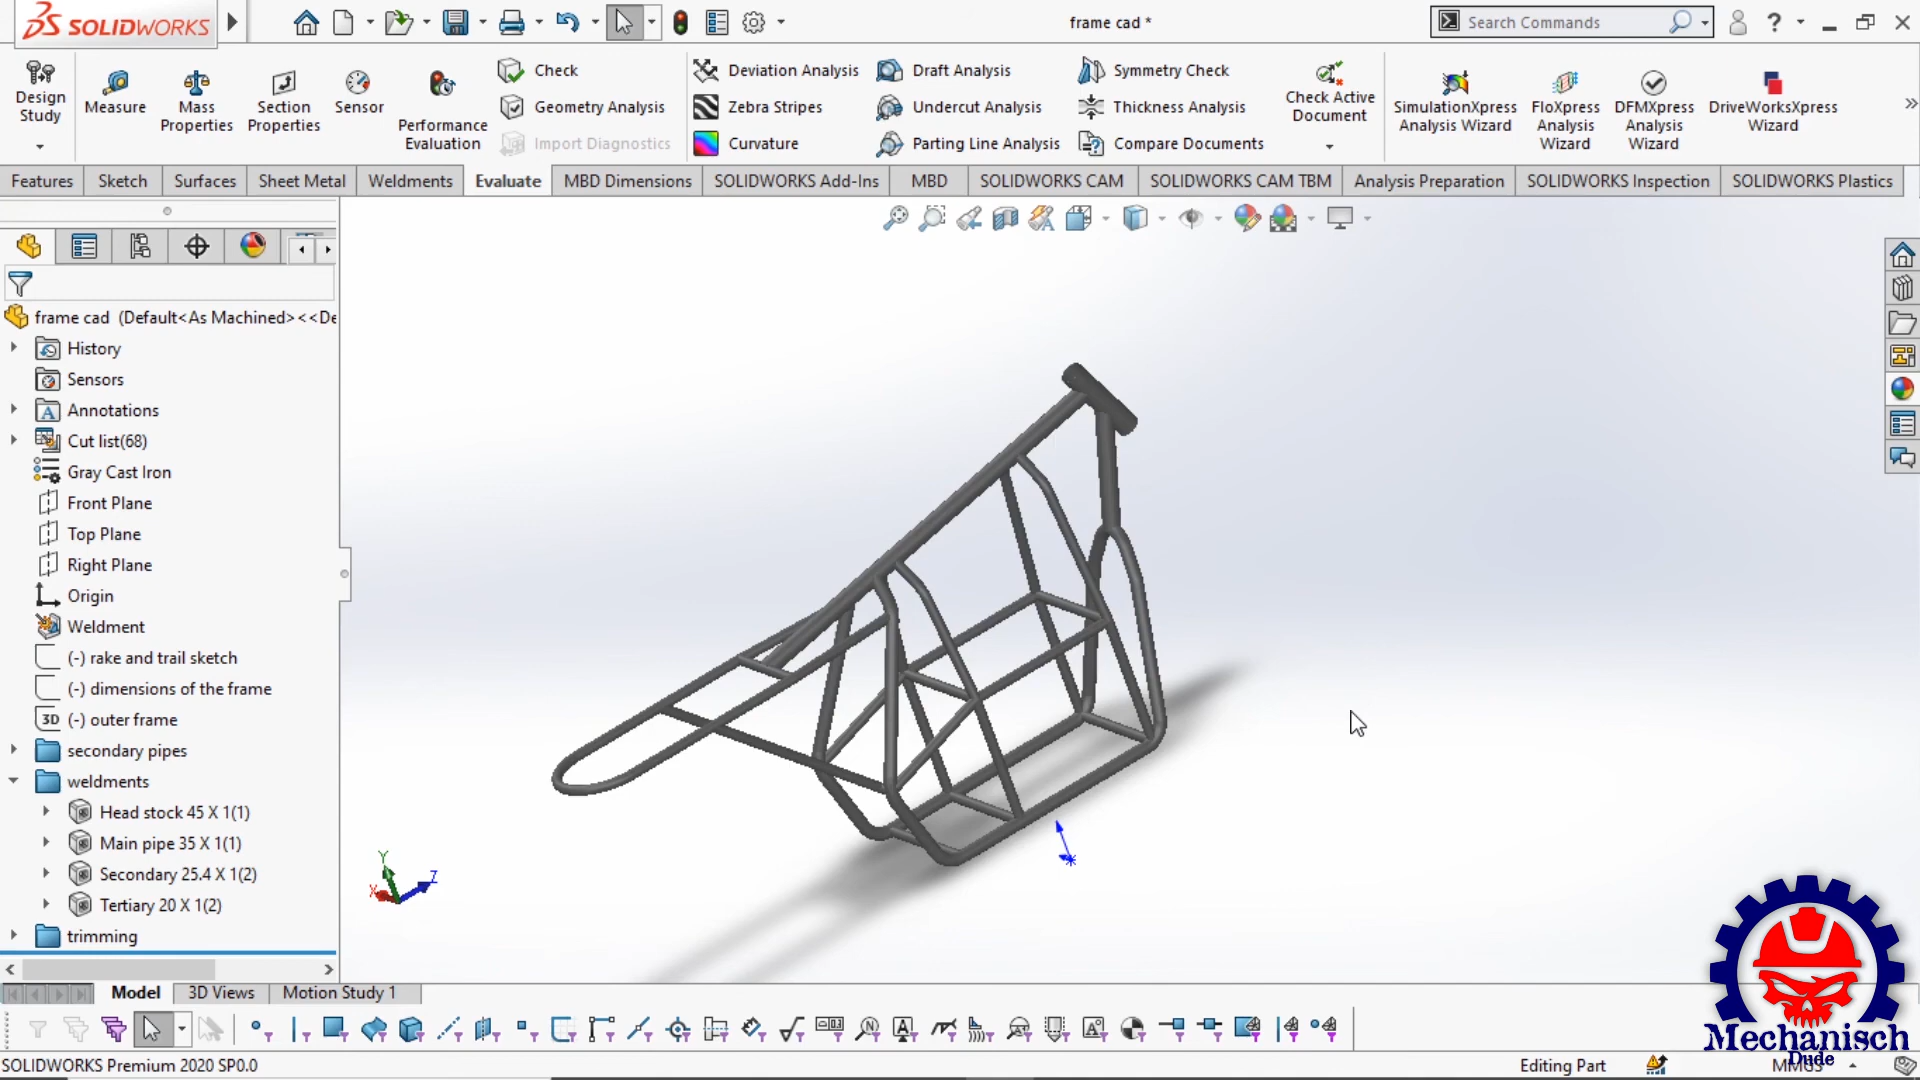 SOLIDWORKS
frame cad *
Search Commands
?
Design Study
Measure
Mass Properties
Section Properties
Sensor
Performance Evaluation
Check
Geometry Analysis
Import Diagnostics
Deviation Analysis
Zebra Stripes
Curvature
Draft Analysis
Undercut Analysis
Parting Line Analysis
Symmetry Check
Thickness Analysis
Compare Documents
Check Active Document
SimulationXpress Analysis Wizard
FloXpress Analysis Wizard
DFMXpress Analysis Wizard
DriveWorksXpress Wizard
Features
Sketch
Surfaces
Sheet Metal
Weldments
Evaluate
MBD Dimensions
SOLIDWORKS Add-Ins
MBD
SOLIDWORKS CAM
SOLIDWORKS CAM TBM
Analysis Preparation
SOLIDWORKS Inspection
SOLIDWORKS Plastics
frame cad (Default<As Machined><<De
History
Sensors
Annotations
Cut list(68)
Gray Cast Iron
Front Plane
Top Plane
Right Plane
Origin
Weldment
(-) rake and trail sketch
(-) dimensions of the frame
3D (-) outer frame
secondary pipes
weldments
Head stock 45 X 1(1)
Main pipe 35 X 1(1)
Secondary 25.4 X 1(2)
Tertiary 20 X 1(2)
trimming
Y
X
Z
Model
3D Views
Motion Study 1
SOLIDWORKS Premium 2020 SP0.0
Editing Part
MMGS
Mechanisch
Dude